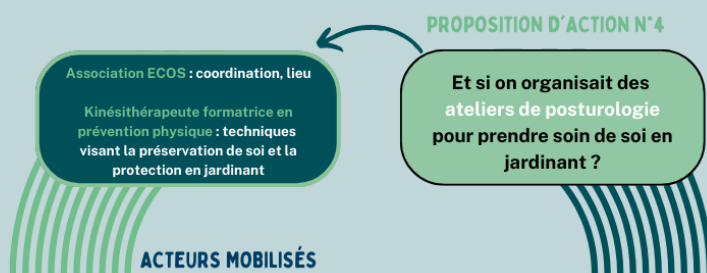 PROPOSITION D'ACTION N°4
Association ECOS : coordination, lieu
Kinésithérapeute formatrice en
prévention physique : techniques
visant la préservation de soi et la
protection en jardinant
Et si on organisait des
ateliers de posturologie
pour prendre soin de soi en
jardinant ?
ACTEURS MOBILISÉS